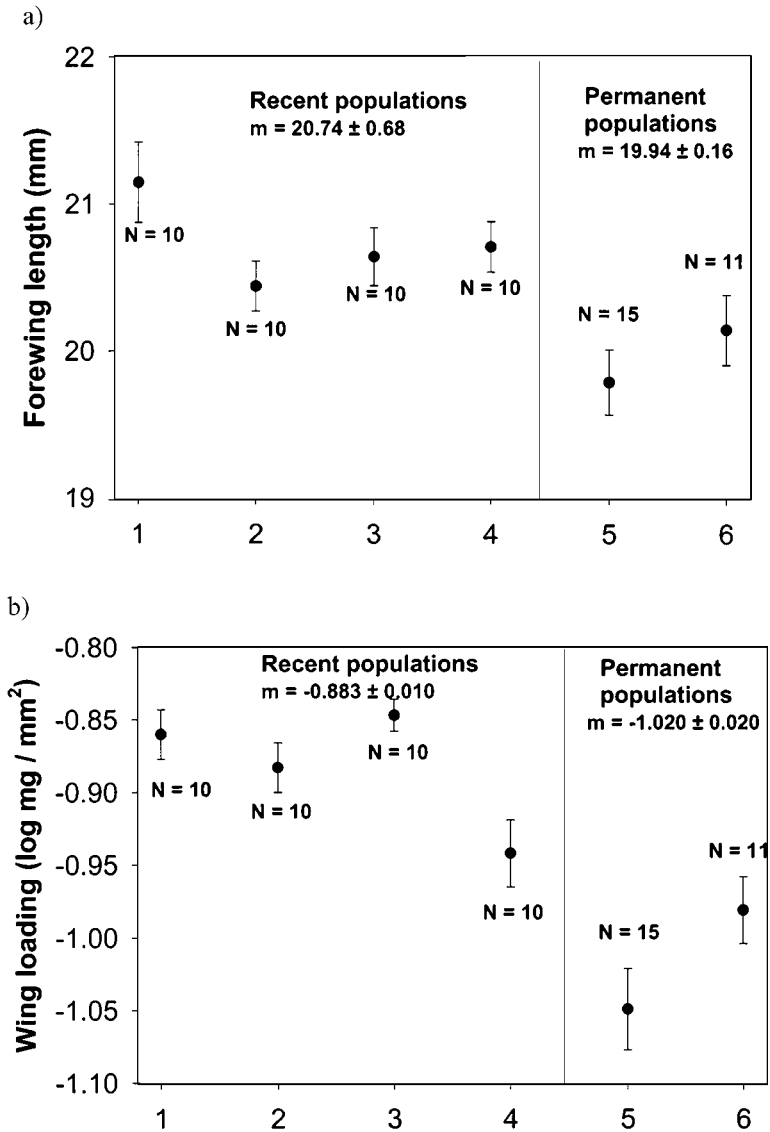 a)
22
21
20
19
Forewing length (mm)
Recent populations
m = 20.74 ± 0.68
Permanent
populations
m = 19.94 ± 0.16
N = 10
N = 10
N = 10
N = 10
N = 15
N = 11
1 2 3 4 5 6
b)
-0.80
-0.85
-0.90
-0.95
-1.00
-1.05
-1.10
Wing loading (log mg / mm²)
Recent populations
m = -0.883 ± 0.010
Permanent
populations
m = -1.020 ± 0.020
N = 10
N = 10
N = 10
N = 10
N = 15
N = 11
1 2 3 4 5 6